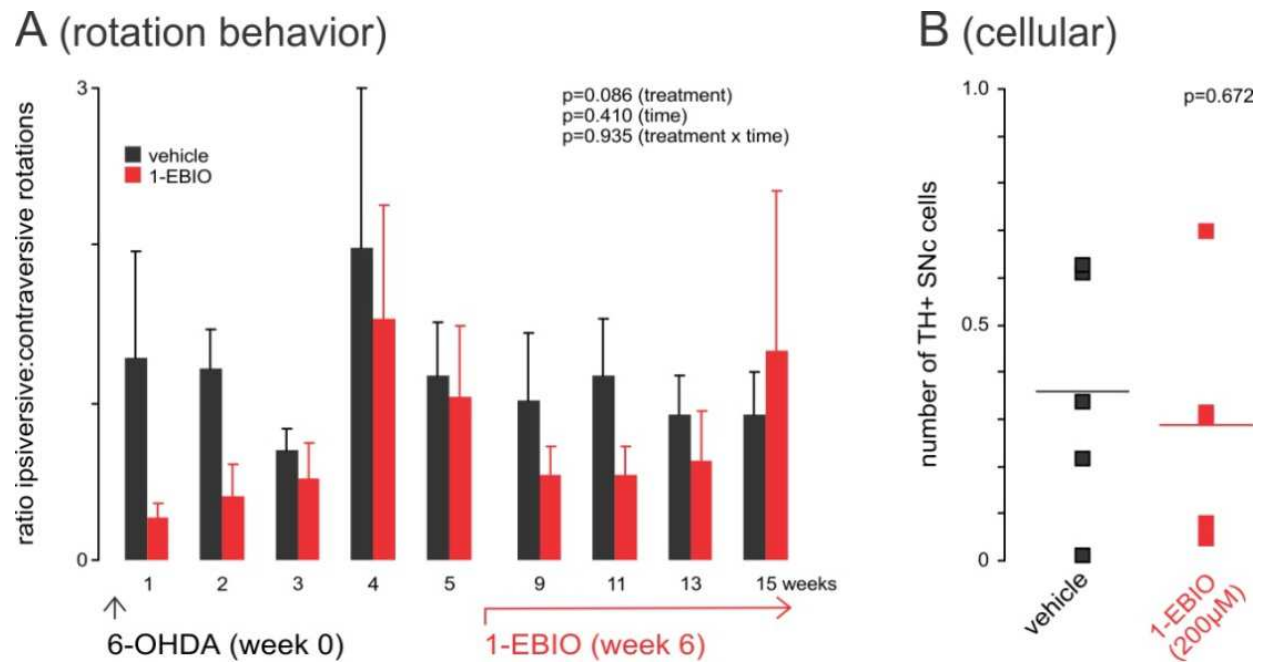 A (rotation behavior)
ratio ipsiversive:contraversive rotations
3
0
vehicle
1-EBIO
p=0.086 (treatment)
p=0.410 (time)
p=0.935 (treatment x time)
1 2 3 4 5 9 11 13 15 weeks
6-OHDA (week 0)
1-EBIO (week 6)
B (cellular)
number of TH+ SNc cells
1.0
0.5
0
p=0.672
vehicle
1-EBIO
(200µM)